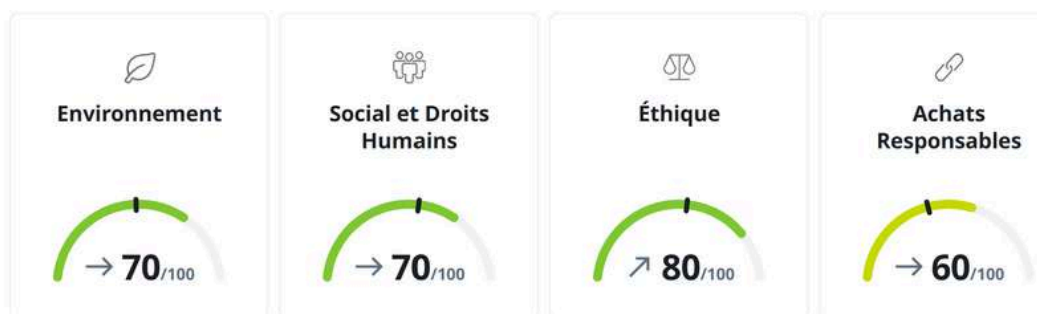 Environnement
→ 70/100
Social et Droits
Humains
→ 70/100
Éthique
↗ 80/100
Achats
Responsables
→ 60/100